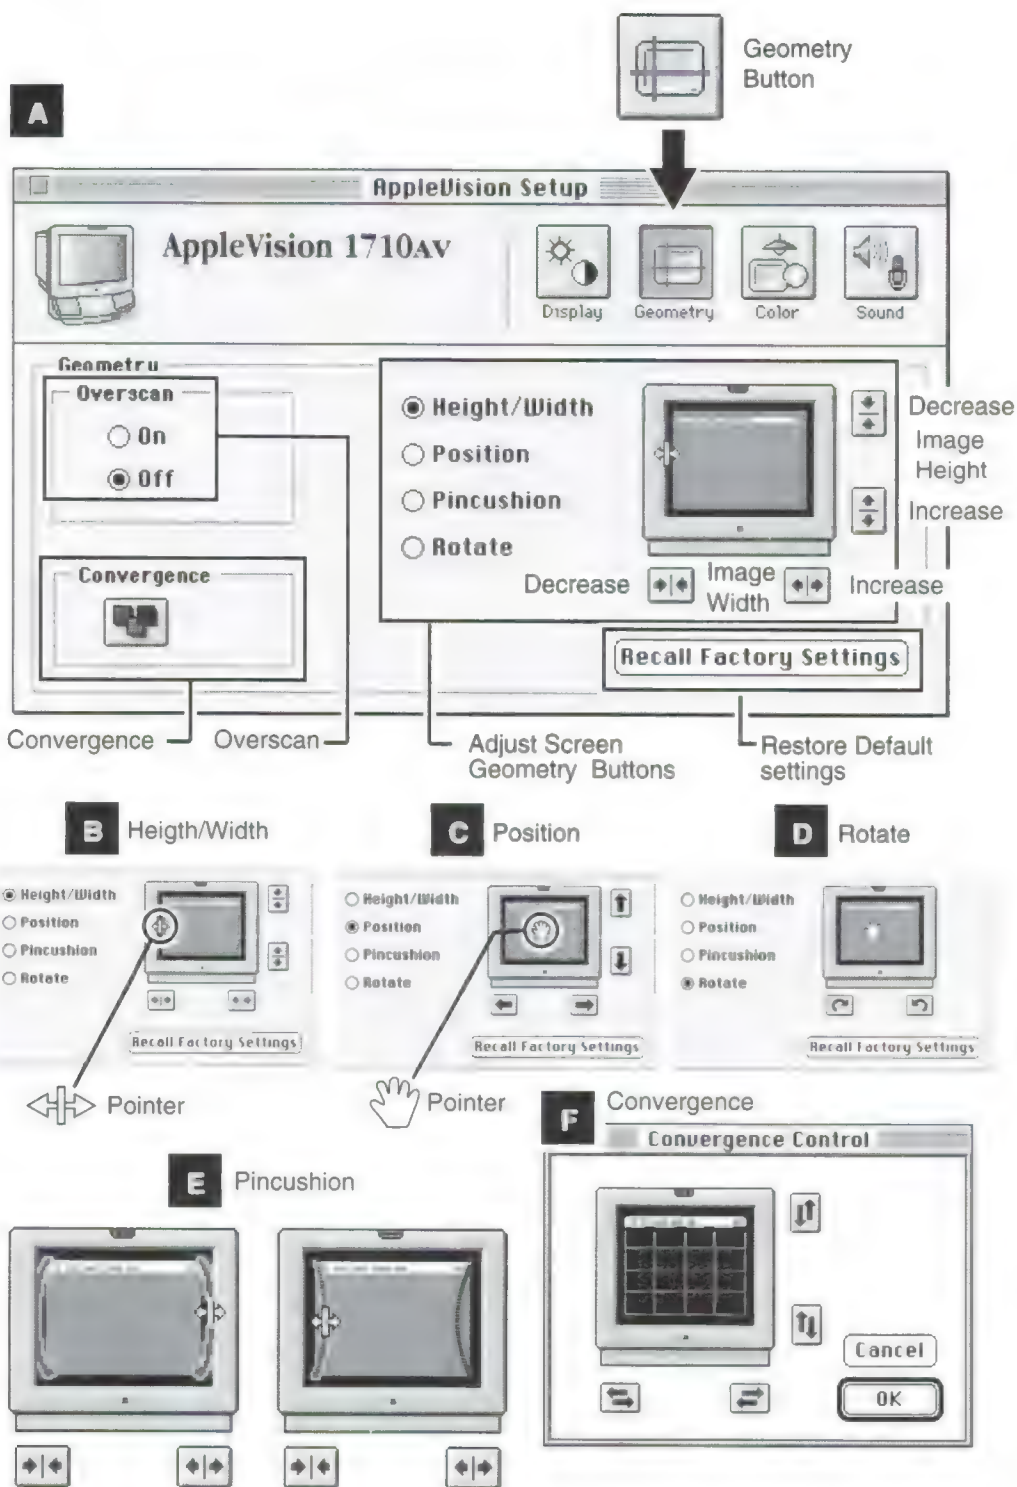 Geometry
Button
A
AppleVision Setup
AppleVision 1710AV
Display
Geometry
Color
Sound
Geometry
Overscan
On
Off
Convergence
Height/Width
Position
Pincushion
Rotate
Decrease
Image
Height
Increase
Decrease
Image
Width
Increase
Recall Factory Settings
Convergence
Overscan
Adjust Screen
Geometry Buttons
Restore Default
settings
B
Heigth/Width
C
Position
D
Rotate
Height/Width
Position
Pincushion
Rotate
Recall Factory Settings
Pointer
Height/Width
Position
Pincushion
Rotate
Recall Factory Settings
Pointer
Height/Width
Position
Pincushion
Rotate
Recall Factory Settings
E
Pincushion
F
Convergence
Convergence Control
Cancel
OK